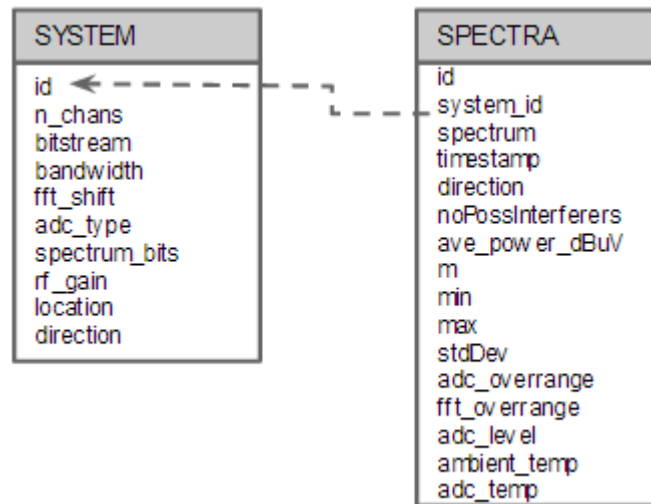 SYSTEM
id
n_chans
bitstream
bandwidth
fft_shift
adc_type
spectrum_bits
rf_gain
location
direction
SPECTRA
id
system_id
spectrum
timestamp
direction
noPossInterferers
ave_power_dBuV
m
min
max
stdDev
adc_overrange
fft_overrange
adc_level
ambient_temp
adc_temp